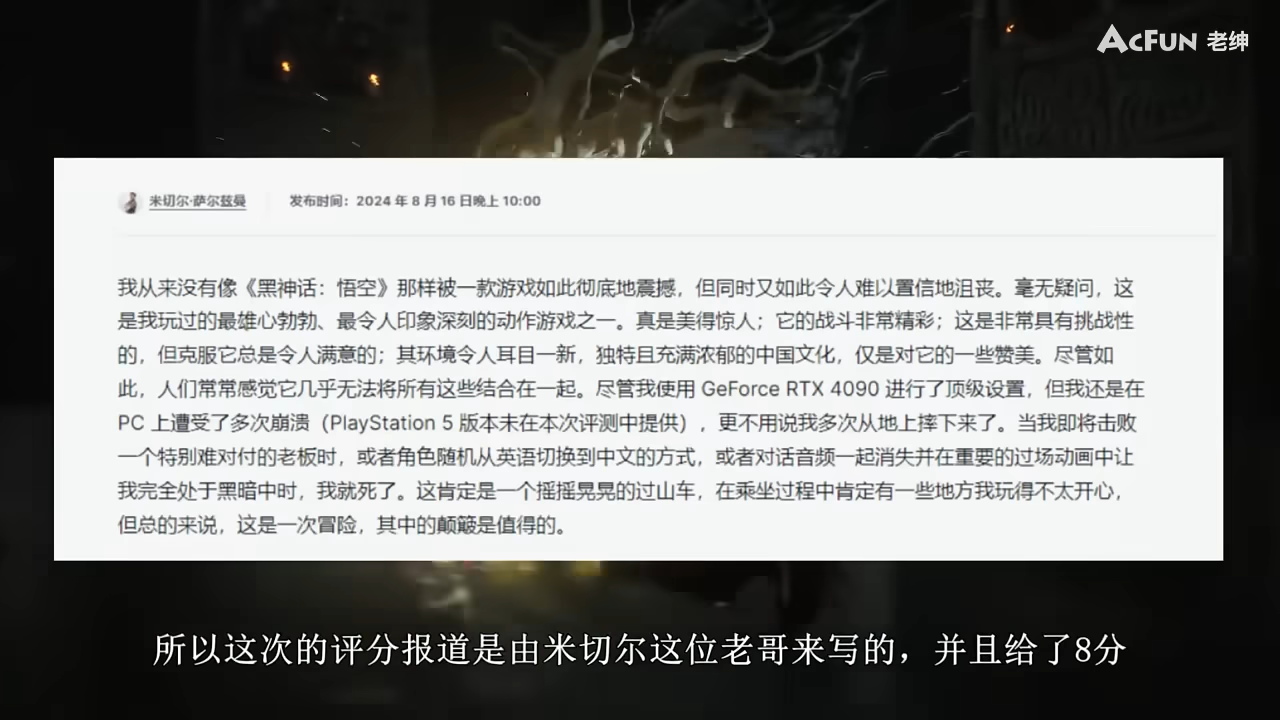 ACFUN 老绅
米切尔·萨尔兹曼
发布时间：2024 年 8 月 16 日晚上 10:00
我从来没有像《黑神话：悟空》那样被一款游戏如此彻底地震撼，但同时又如此令人难以置信地沮丧。毫无疑问，这
是我玩过的最雄心勃勃、最令人印象深刻的动作游戏之一。真是美得惊人；它的战斗非常精彩；这是非常具有挑战性
的，但克服它总是令人满意的；其环境令人耳目一新，独特且充满浓郁的中国文化，仅是对它的一些赞美。尽管如
此，人们常常感觉它几乎无法将所有这些结合在一起。尽管我使用 GeForce RTX 4090 进行了顶级设置，但我还是在
PC 上遭受了多次崩溃（PlayStation 5 版本未在本次评测中提供），更不用说我多次从地上摔下来了。当我即将击败
一个特别难对付的老板时，或者角色随机从英语切换到中文的方式，或者对话音频一起消失并在重要的过场动画中让
我完全处于黑暗中时，我就死了。这肯定是一个摇摇晃晃的过山车，在乘坐过程中肯定有一些地方我玩得不太开心，
但总的来说，这是一次冒险，其中的颠簸是值得的。
所以这次的评分报道是由米切尔这位老哥来写的，并且给了8分